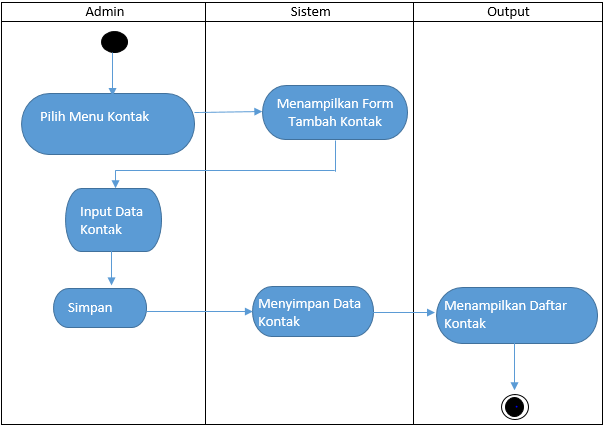 Admin
Sistem
Output
Pilih Menu Kontak
Menampilkan Form
Tambah Kontak
Input Data
Kontak
Simpan
Menyimpan Data
Kontak
Menampilkan Daftar
Kontak